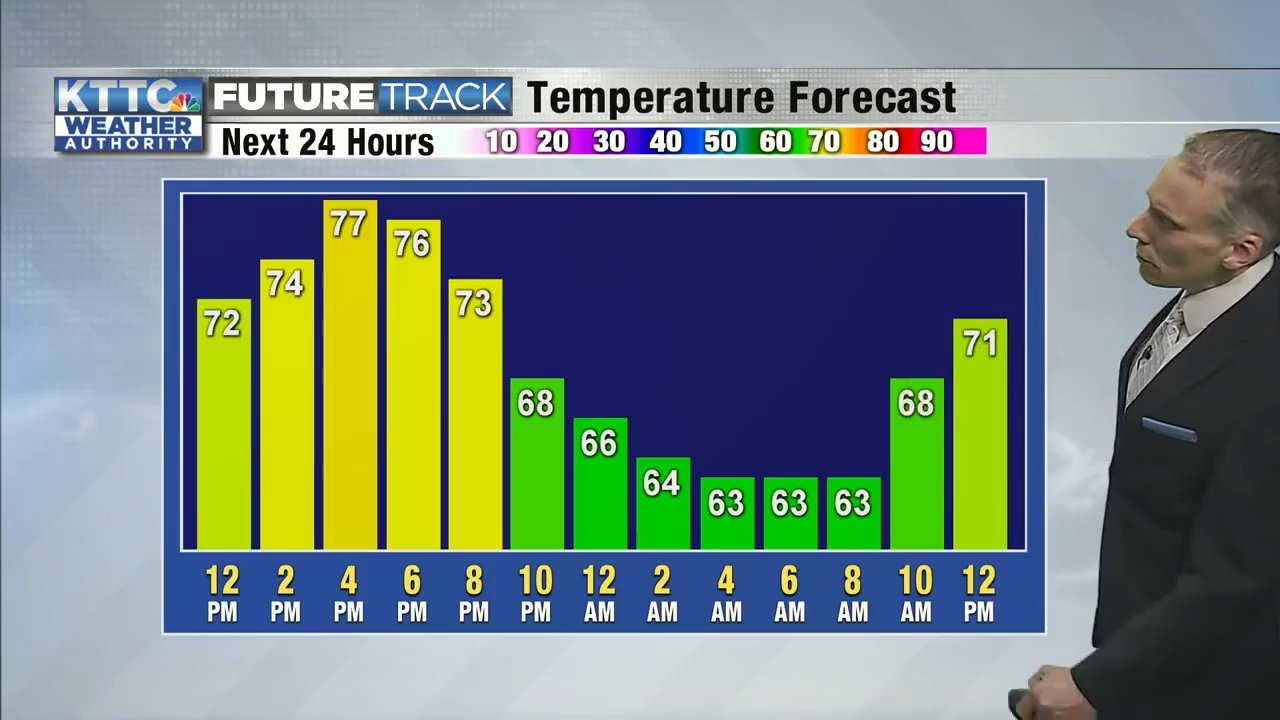 KTTC
WEATHER
AUTHORITY
FUTURE TRACK
Temperature Forecast
Next 24 Hours
10 20 30 40 50 60 70 80 90
72 74 77 76 73 68 66 64 63 63 63 68 71
12 2 4 6 8 10 12 2 4 6 8 10 12
PM PM PM PM PM PM AM AM AM AM AM AM PM